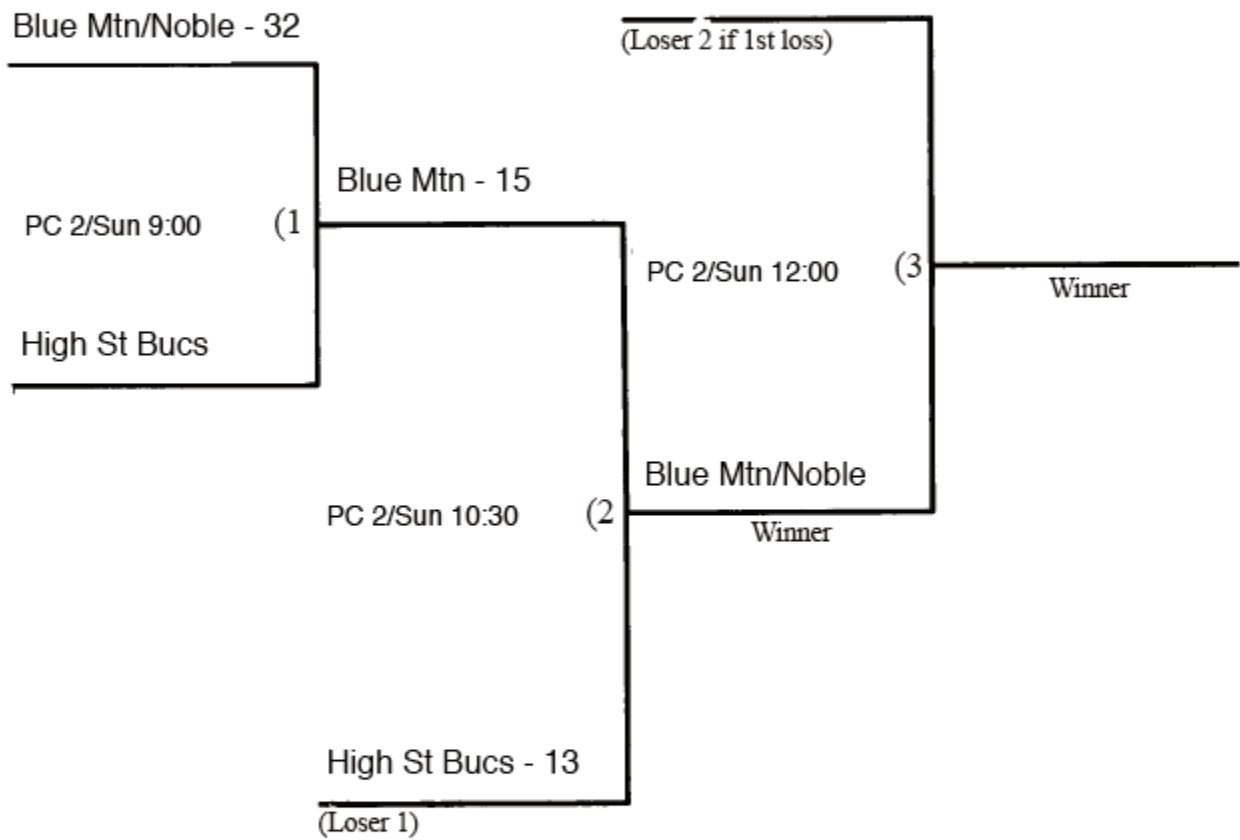 Blue Mtn/Noble - 32
(Loser 2 if 1st loss)
Blue Mtn - 15
PC 2/Sun 9:00
(1
PC 2/Sun 12:00
(3
Winner
High St Bucs
Blue Mtn/Noble
PC 2/Sun 10:30
(2
Winner
High St Bucs - 13
(Loser 1)